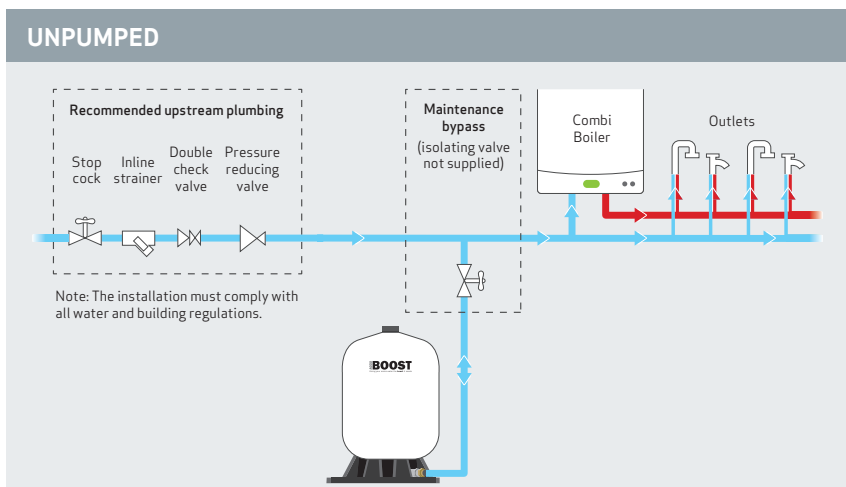 UNPUMPED
Recommended upstream plumbing
Stop
cock
Inline
strainer
Double
check
valve
Pressure
reducing
valve
Note: The installation must comply with
all water and building regulations.
Maintenance
bypass
(isolating valve
not supplied)
Combi
Boiler
Outlets
BOOST